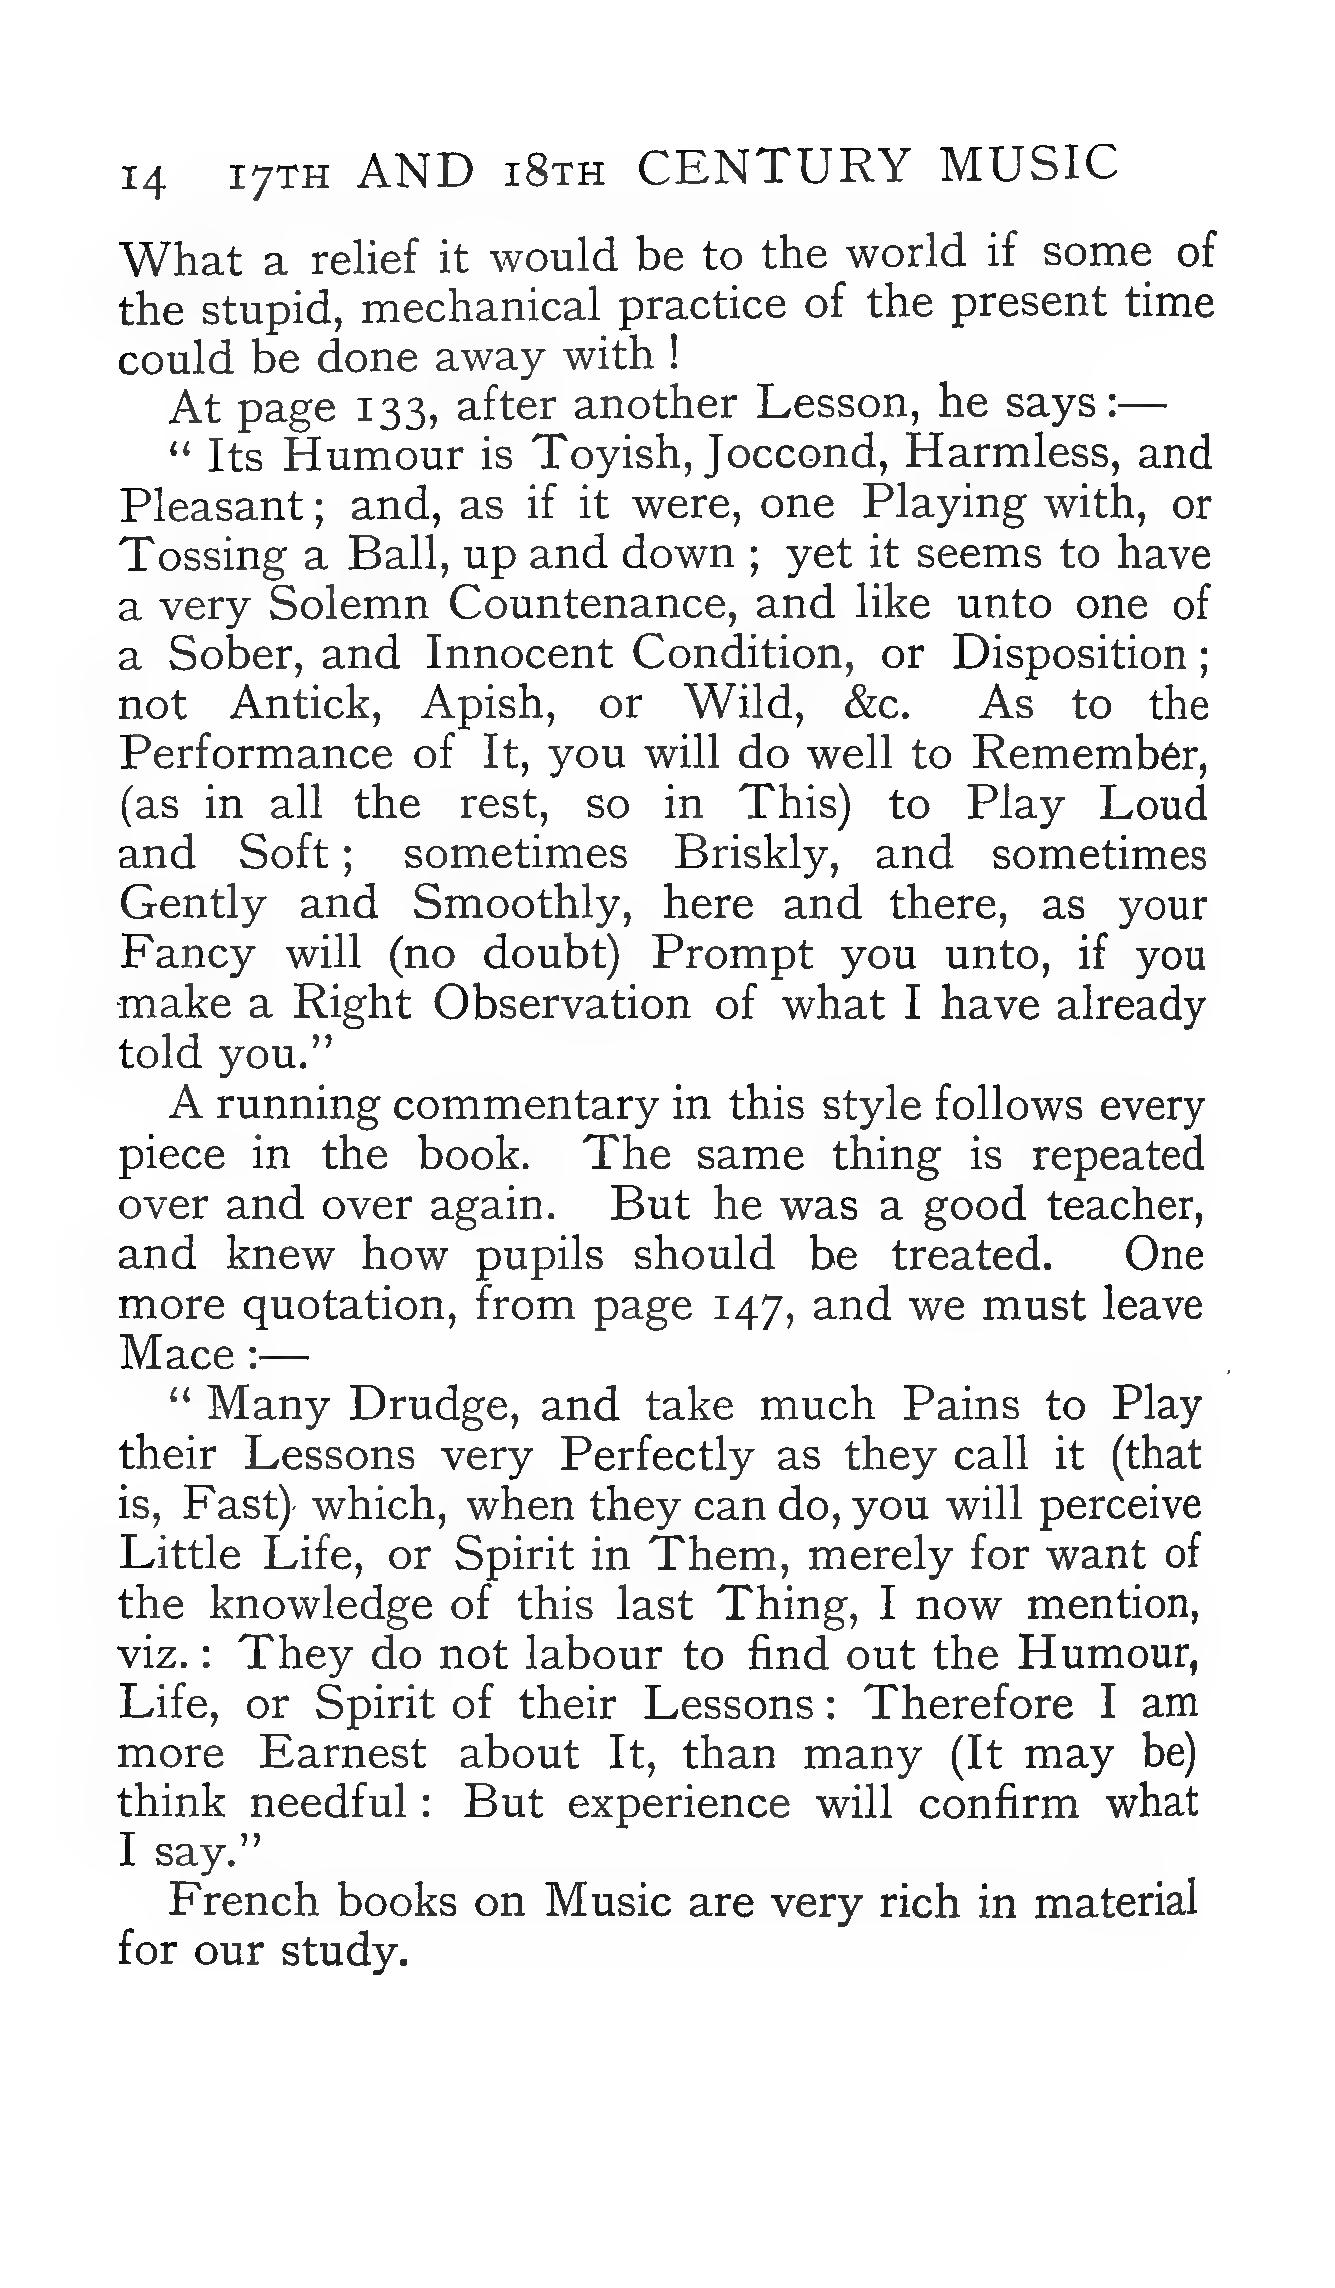 14 17TH AND 18TH CENTURY MUSIC
What a relief it would be to the world if some of
the stupid, mechanical practice of the present time
could be done away with !
At page 133, after another Lesson, he says :—
“ Its Humour is Toyish, Joccond, Harmless, and
Pleasant ; and, as if it were, one Playing with, or
Tossing a Ball, up and down ; yet it seems to have
a very Solemn Countenance, and like unto one of
a Sober, and Innocent Condition, or Disposition ;
not Antick, Apish, or Wild, &c. As to the
Performance of It, you will do well to Remember,
(as in all the rest, so in This) to Play Loud
and Soft ; sometimes Briskly, and sometimes
Gently and Smoothly, here and there, as your
Fancy will (no doubt) Prompt you unto, if you
make a Right Observation of what I have already
told you.”
A running commentary in this style follows every
piece in the book. The same thing is repeated
over and over again. But he was a good teacher,
and knew how pupils should be treated. One
more quotation, from page 147, and we must leave
Mace :—
“ Many Drudge, and take much Pains to Play
their Lessons very Perfectly as they call it (that
is, Fast) which, when they can do, you will perceive
Little Life, or Spirit in Them, merely for want of
the knowledge of this last Thing, I now mention,
viz. : They do not labour to find out the Humour,
Life, or Spirit of their Lessons : Therefore I am
more Earnest about It, than many (It may be)
think needful : But experience will confirm what
I say.”
French books on Music are very rich in material
for our study.